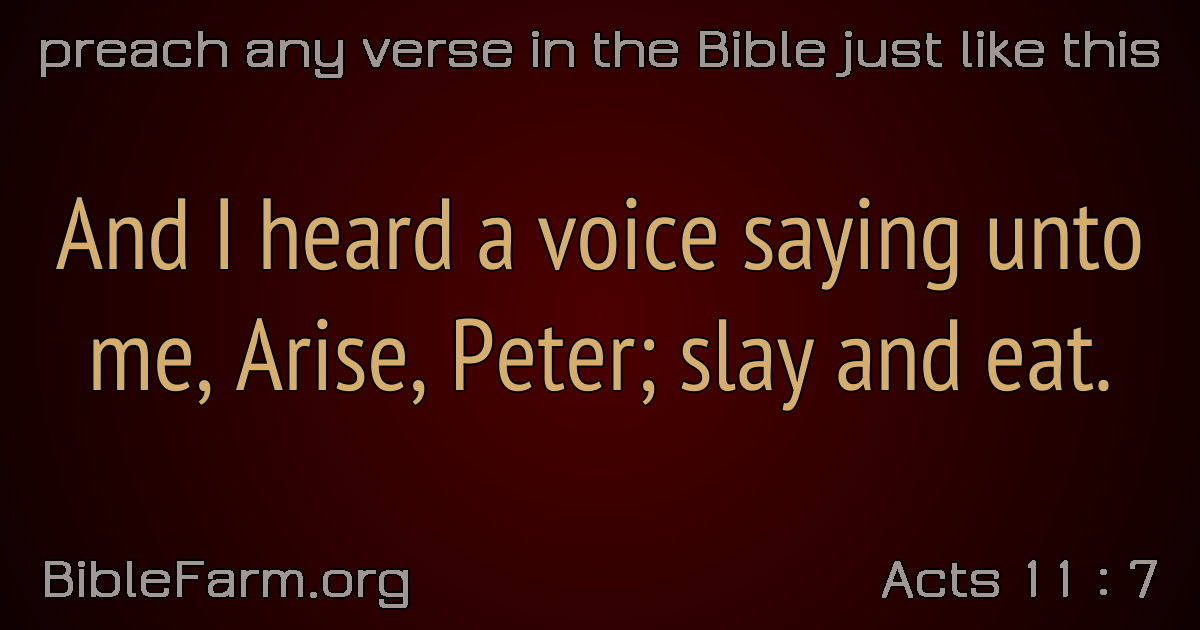 preach any verse in the Bible just like this
And I heard a voice saying unto
me, Arise, Peter; slay and eat.
BibleFarm.org
Acts 11 : 7